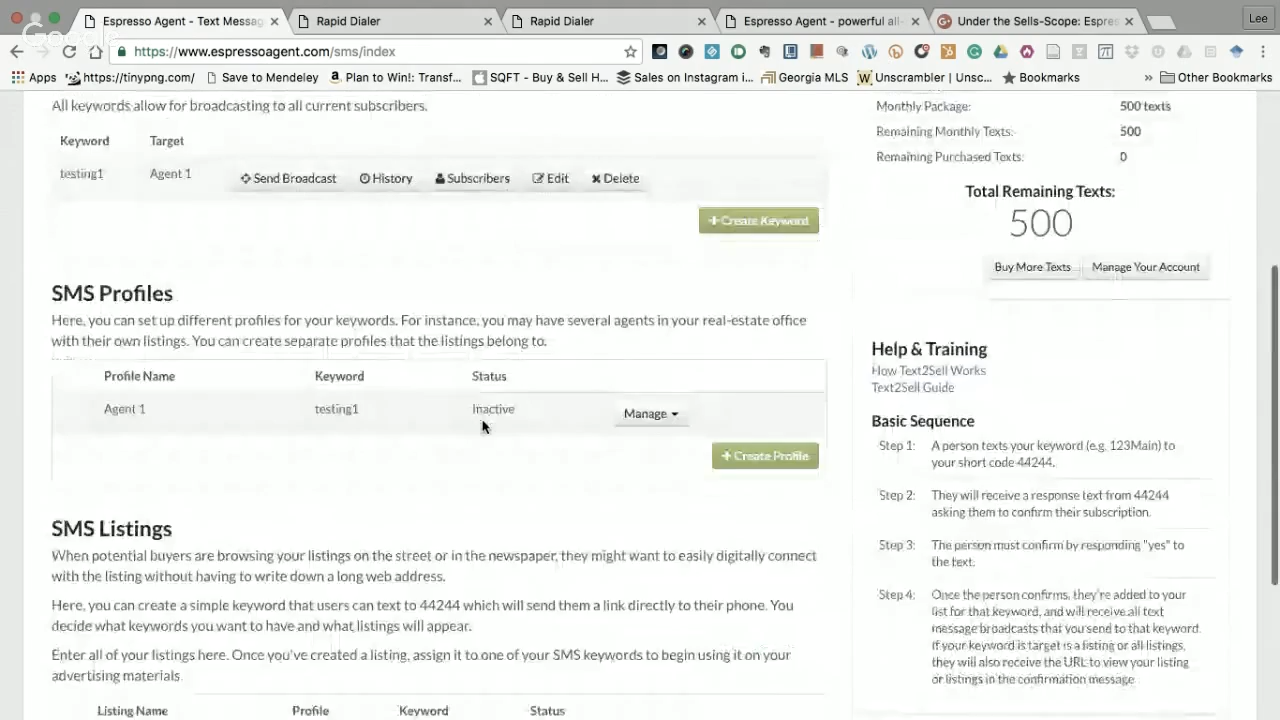 Espresso Agent - Text Messag
Rapid Dialer
Rapid Dialer
Espresso Agent - powerful all-
Under the Sells-Scope: Espres
Lee
Google
https://www.espressoagent.com/sms/index
Apps
https://tinypng.com/
Save to Mendeley
Plan to Win!: Transf...
SQFT - Buy & Sell H...
Sales on Instagram i...
Georgia MLS
Unscrambler | Unsc...
Bookmarks
»
Other Bookmarks
All keywords allow for broadcasting to all current subscribers.
Keyword Target
testing1 Agent 1 Send Broadcast History Subscribers Edit Delete
+ Create Keyword
SMS Profiles
Here, you can set up different profiles for your keywords. For instance, you may have several agents in your real-estate office
with their own listings. You can create separate profiles that the listings belong to.
Profile Name Keyword Status
Agent 1 testing1 Inactive Manage
+ Create Profile
SMS Listings
When potential buyers are browsing your listings on the street or in the newspaper, they might want to easily digitally connect
with the listing without having to write down a long web address.
Here, you can create a simple keyword that users can text to 44244 which will send them a link directly to their phone. You
decide what keywords you want to have and what listings will appear.
Enter all of your listings here. Once you've created a listing, assign it to one of your SMS keywords to begin using it on your
advertising materials.
Listing Name Profile Keyword Status
Monthly Package: 500 texts
Remaining Monthly Texts: 500
Remaining Purchased Texts: 0
Total Remaining Texts:
500
Buy More Texts Manage Your Account
Help & Training
How Text2Sell Works
Text2Sell Guide
Basic Sequence
Step 1: A person texts your keyword (e.g. 123Main) to
your short code 44244.
Step 2: They will receive a response text from 44244
asking them to confirm their subscription.
Step 3: The person must confirm by responding "yes" to
the text.
Step 4: Once the person confirms, they're added to your
list for that keyword, and will receive all text
message broadcasts that you send to that keyword.
If your keyword is target is a listing or all listings,
they will also receive the URL to view your listing
or listings in the confirmation message.